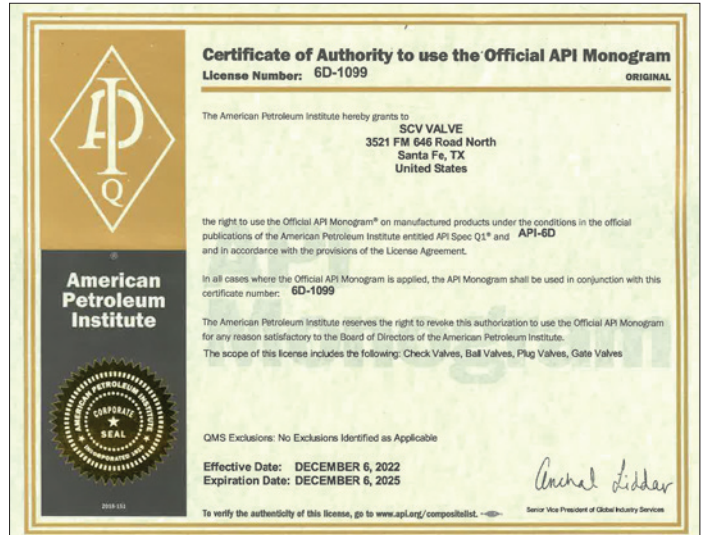 Certificate of Authority to use the Official API Monogram
License Number: 6D-1099
ORIGINAL
The American Petroleum Institute hereby grants to
SCV VALVE
3521 FM 646 Road North
Santa Fe, TX
United States
the right to use the Official API Monogram® on manufactured products under the conditions in the official
publications of the American Petroleum Institute entitled API Spec Q1® and API-6D
and in accordance with the provisions of the License Agreement.
In all cases where the Official API Monogram is applied, the API Monogram shall be used in conjunction with this
certificate number: 6D-1099
The American Petroleum Institute reserves the right to revoke this authorization to use the Official API Monogram
for any reason satisfactory to the Board of Directors of the American Petroleum Institute.
The scope of this license includes the following: Check Valves, Ball Valves, Plug Valves, Gate Valves
QMS Exclusions: No Exclusions Identified as Applicable
Effective Date: DECEMBER 6, 2022
Expiration Date: DECEMBER 6, 2025
To verify the authenticity of this license, go to www.api.org/compositelist.
Senior Vice President of Global Industry Services
API
Q
American
Petroleum
Institute
AMERICAN PETROLEUM INSTITUTE
CORPORATE
SEAL
INCORPORATED 1919